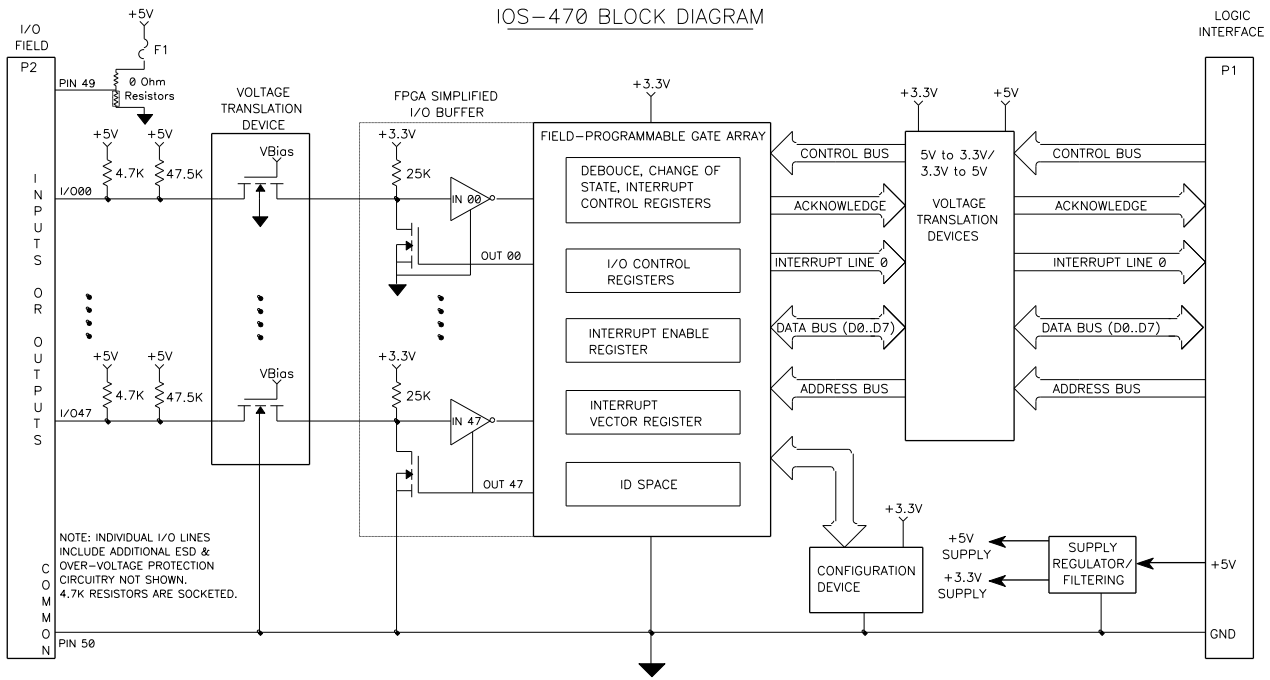 IOS-470 BLOCK DIAGRAM
I/O
FIELD
P2
+5V
F1
PIN 49
0 Ohm
Resistors
VOLTAGE
TRANSLATION
DEVICE
FPGA SIMPLIFIED
I/O BUFFER
+3.3V
+3.3V
+5V
LOGIC
INTERFACE
P1
INPUTS OR OUTPUTS
+5V
+5V
4.7K
47.5K
I/O00
VBias
+3.3V
25K
IN 00
OUT 00
FIELD-PROGRAMMABLE GATE ARRAY
DEBOUCE, CHANGE OF
STATE, INTERRUPT
CONTROL REGISTERS
I/O CONTROL
REGISTERS
INTERRUPT ENABLE
REGISTER
INTERRUPT
VECTOR REGISTER
ID SPACE
CONTROL BUS
ACKNOWLEDGE
INTERRUPT LINE 0
DATA BUS (D0..D7)
ADDRESS BUS
5V to 3.3V/
3.3V to 5V
VOLTAGE
TRANSLATION
DEVICES
CONTROL BUS
ACKNOWLEDGE
INTERRUPT LINE 0
DATA BUS (D0..D7)
ADDRESS BUS
+5V
+5V
4.7K
47.5K
I/O47
VBias
+3.3V
25K
IN 47
OUT 47
NOTE: INDIVIDUAL I/O LINES
INCLUDE ADDITIONAL ESD &
OVER-VOLTAGE PROTECTION
CIRCUITRY NOT SHOWN.
4.7K RESISTORS ARE SOCKETED.
COMMON
PIN 50
+3.3V
CONFIGURATION
DEVICE
+5V
SUPPLY
+3.3V
SUPPLY
SUPPLY
REGULATOR/
FILTERING
+5V
GND